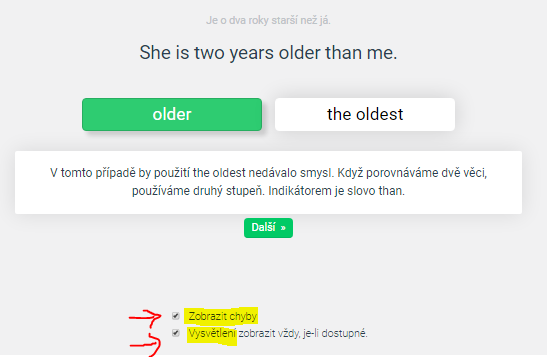 Je o dva roky starší než já.
She is two years older than me.
older
the oldest
V tomto případě by použití the oldest nedávalo smysl. Když porovnáváme dvě věci,
používáme druhý stupeň. Indikátorem je slovo than.
Další »
Zobrazit chyby
Vysvětlení zobrazit vždy, je-li dostupné.